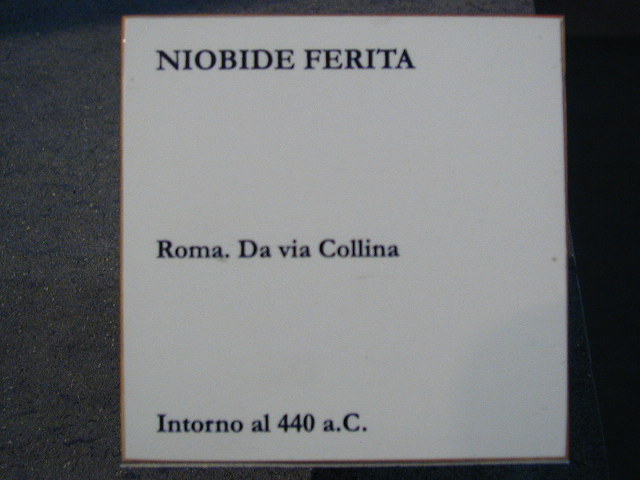 NIOBIDE FERITA
Roma. Da via Collina
Intorno al 440 a.C.